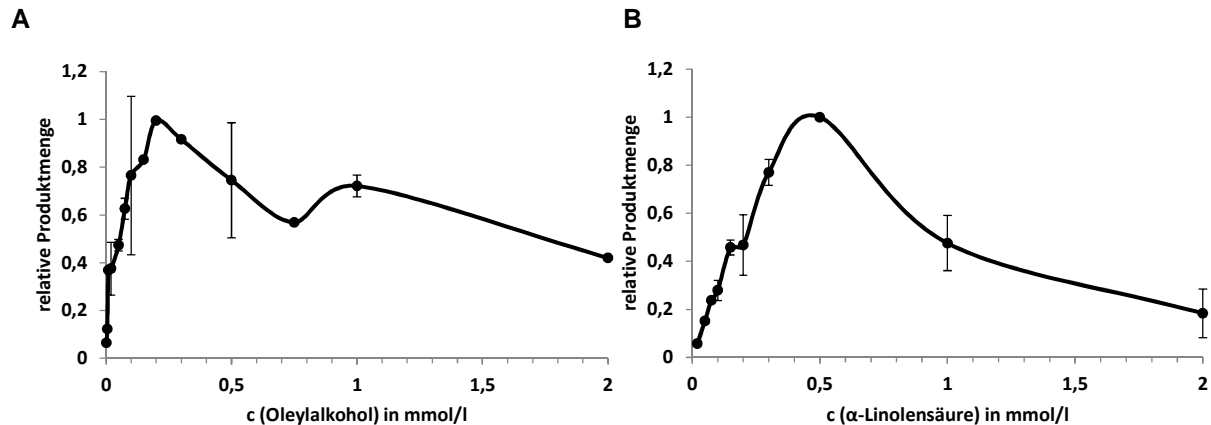 A
1,2
1
0,8
0,6
0,4
0,2
0
relative Produktmenge
0 0,5 1 1,5 2
c (Oleylalkohol) in mmol/l
B
1,2
1
0,8
0,6
0,4
0,2
0
relative Produktmenge
0 0,5 1 1,5 2
c (α-Linolensäure) in mmol/l